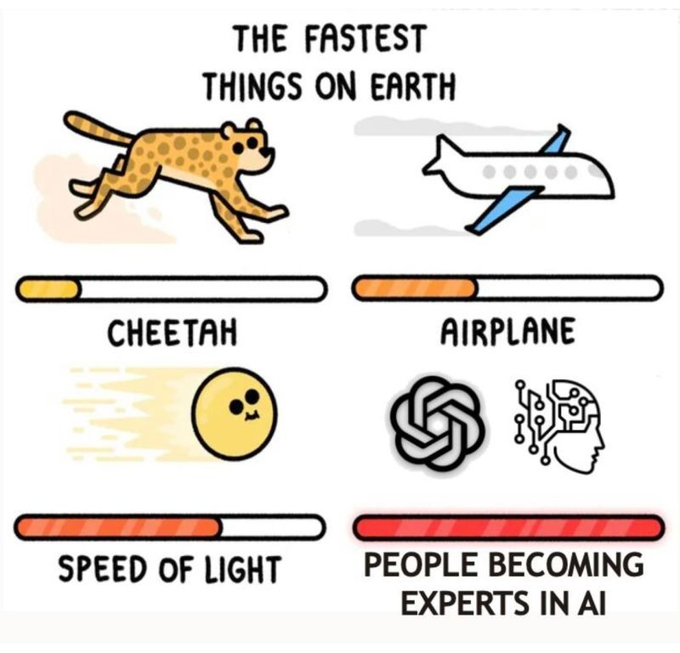 THE FASTEST
THINGS ON EARTH
CHEETAH
AIRPLANE
SPEED OF LIGHT
PEOPLE BECOMING
EXPERTS IN AI